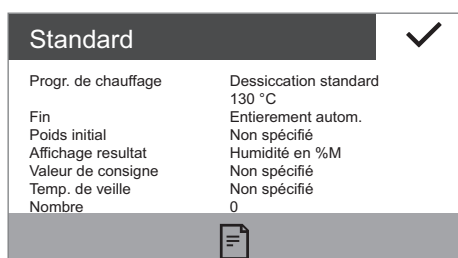 Standard
Progr. de chauffage Dessiccation standard
130 °C
Fin Entierement autom.
Poids initial Non spécifié
Affichage resultat Humidité en %M
Valeur de consigne Non spécifié
Temp. de veille Non spécifié
Nombre 0